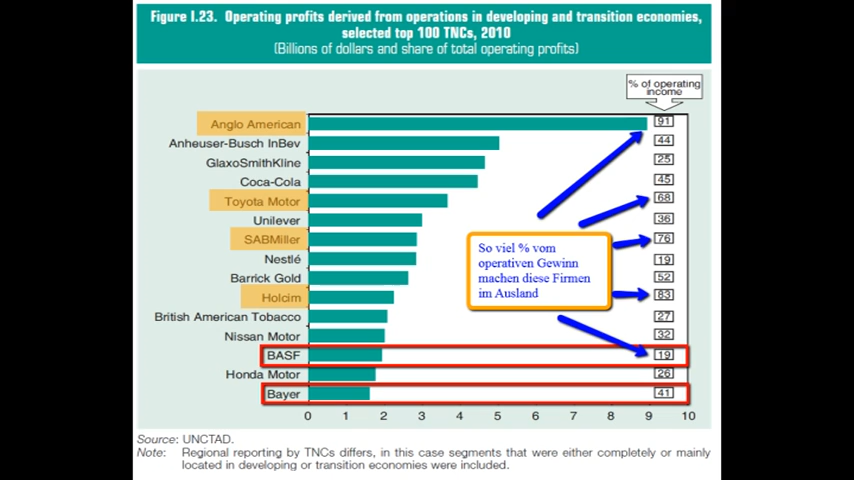 Figure I.23. Operating profits derived from operations in developing and transition economies,
selected top 100 TNCs, 2010
(Billions of dollars and share of total operating profits)
% of operating
income
Anglo American 91
Anheuser-Busch InBev 44
GlaxoSmithKline 25
Coca-Cola 45
Toyota Motor 68
Unilever 36
SABMiller 76
Nestlé 19
Barrick Gold 52
Holcim 83
British American Tobacco 27
Nissan Motor 32
BASF 19
Honda Motor 26
Bayer 41
So viel % vom
operativen Gewinn
machen diese Firmen
im Ausland
0 1 2 3 4 5 6 7 8 9 10
Source: UNCTAD.
Note: Regional reporting by TNCs differs, in this case segments that were either completely or mainly
located in developing or transition economies were included.